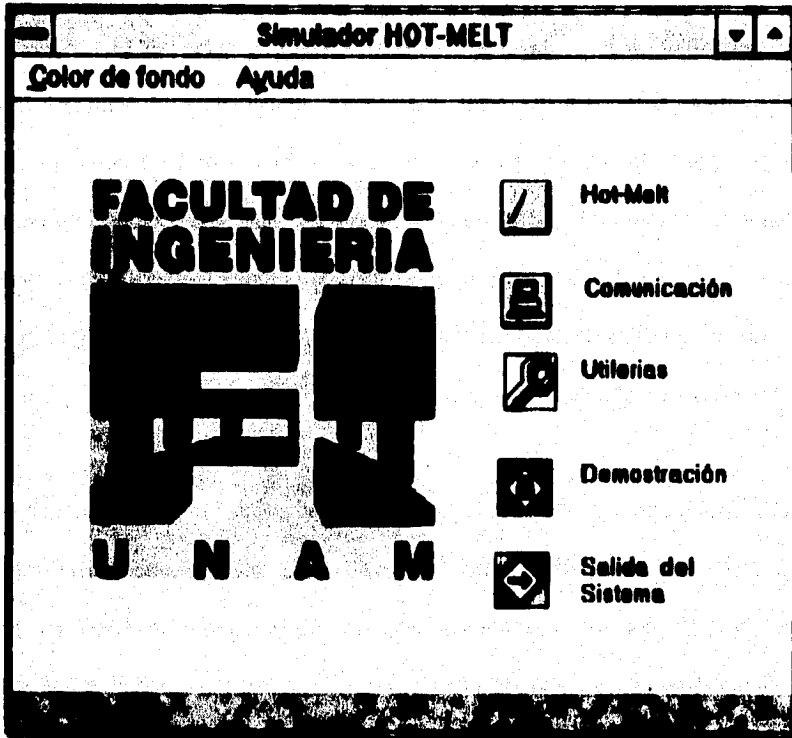 Simulador HOT-MELT
Color de fondo Ayuda
FACULTAD DE
INGENIERIA
U N A M
Hot-Melt
Comunicación
Utilerias
Demostración
Salida del
Sistema